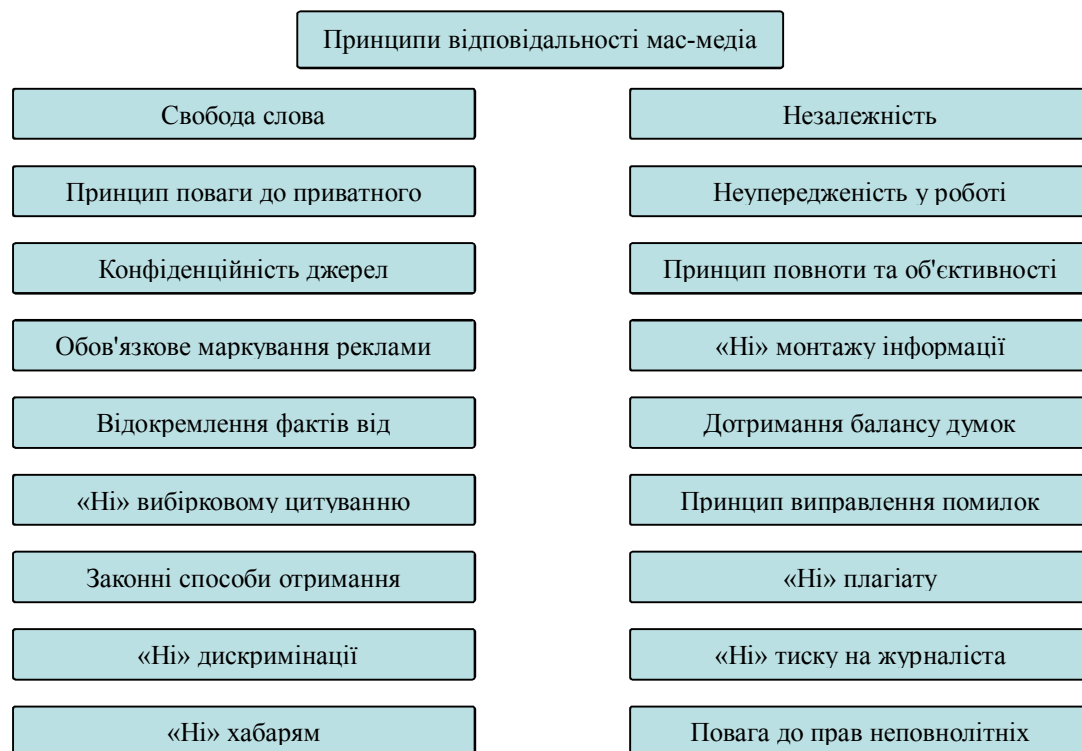 Принципи відповідальності мас-медіа
Свобода слова
Незалежність
Принцип поваги до приватного
Неупередженість у роботі
Конфіденційність джерел
Принцип повноти та об'єктивності
Обов'язкове маркування реклами
«Ні» монтажу інформації
Відокремлення фактів від
Дотримання балансу думок
«Ні» вибірковому цитуванню
Принцип виправлення помилок
Законні способи отримання
«Ні» плагіату
«Ні» дискримінації
«Ні» тиску на журналіста
«Ні» хабарям
Повага до прав неповнолітніх